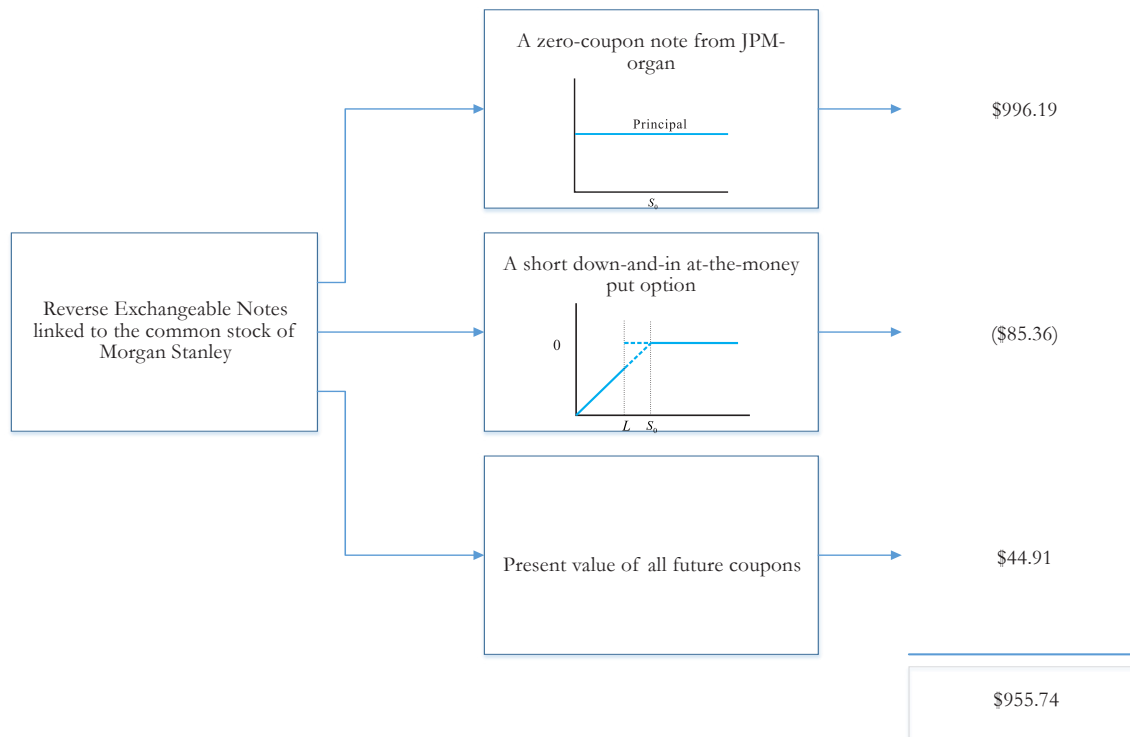 A zero-coupon note from JPM-
organ
Principal
S₀
$996.19
Reverse Exchangeable Notes
linked to the common stock of
Morgan Stanley
A short down-and-in at-the-money
put option
0
L S₀
($85.36)
Present value of all future coupons
$44.91
$955.74